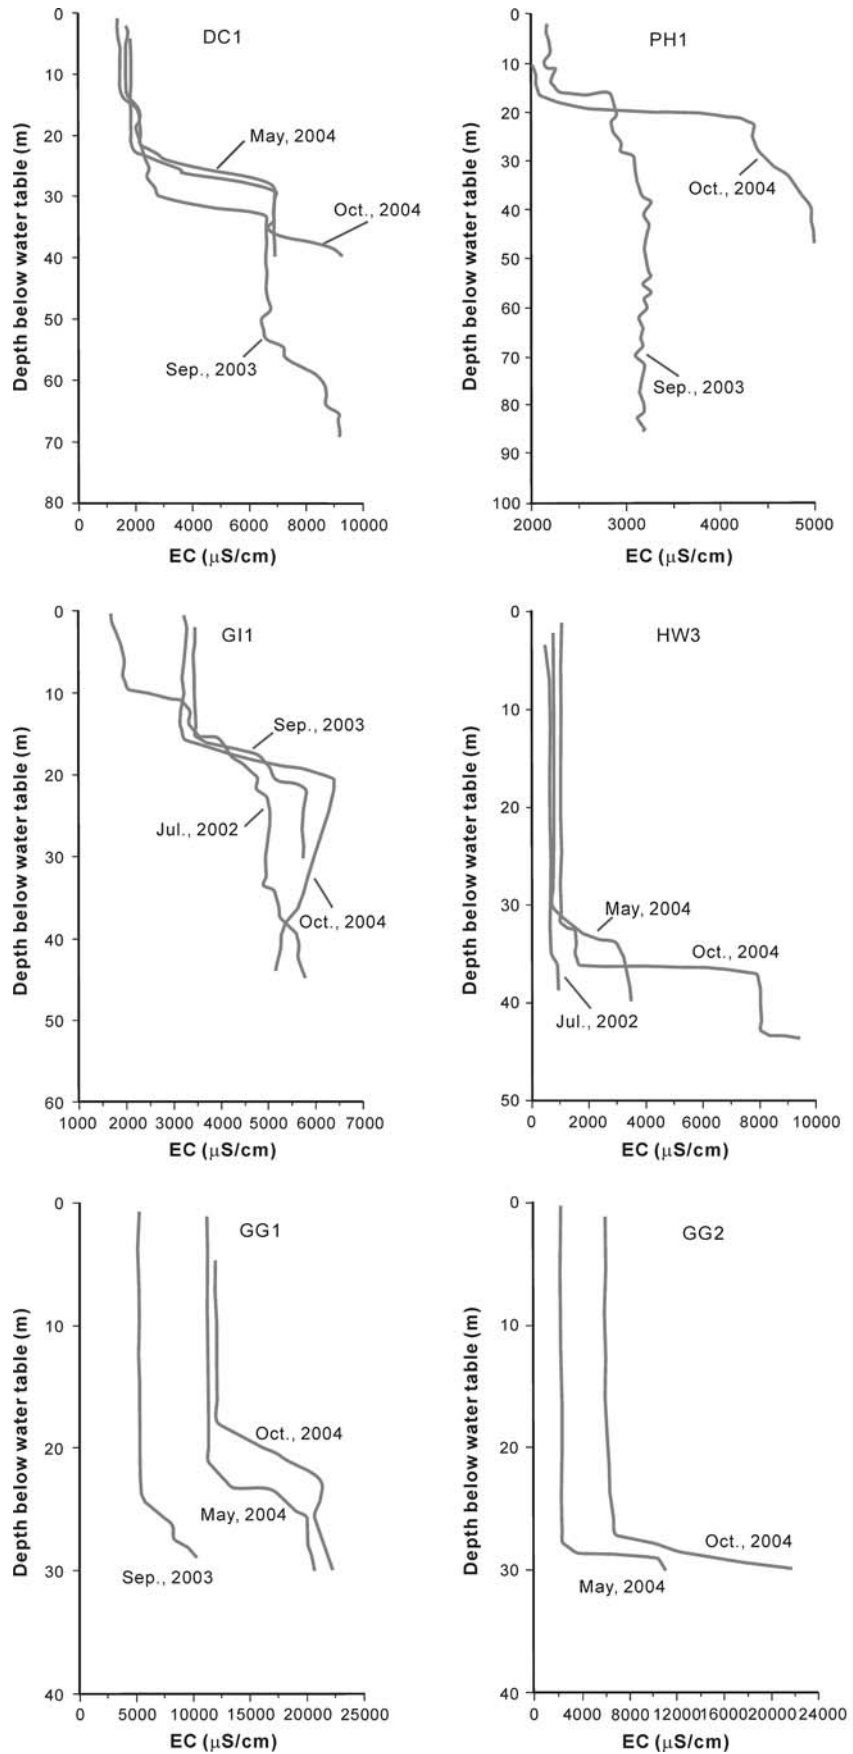 DC1
Depth below water table (m)
0
10
20
30
40
50
60
70
80
May, 2004
Oct., 2004
Sep., 2003
0 2000 4000 6000 8000 10000
EC (μS/cm)
PH1
Depth below water table (m)
0
10
20
30
40
50
60
70
80
90
100
Oct., 2004
Sep., 2003
2000 3000 4000 5000
EC (μS/cm)
GI1
Depth below water table (m)
0
10
20
30
40
50
60
Sep., 2003
Jul., 2002
Oct., 2004
1000 2000 3000 4000 5000 6000 7000
EC (μS/cm)
HW3
Depth below water table (m)
0
10
20
30
40
50
May, 2004
Oct., 2004
Jul., 2002
0 2000 4000 6000 8000 10000
EC (μS/cm)
GG1
Depth below water table (m)
0
10
20
30
40
Oct., 2004
May, 2004
Sep., 2003
0 5000 10000 15000 20000 25000
EC (μS/cm)
GG2
Depth below water table (m)
0
10
20
30
40
Oct., 2004
May, 2004
0 4000 8000 12000 16000 20000 24000
EC (μS/cm)